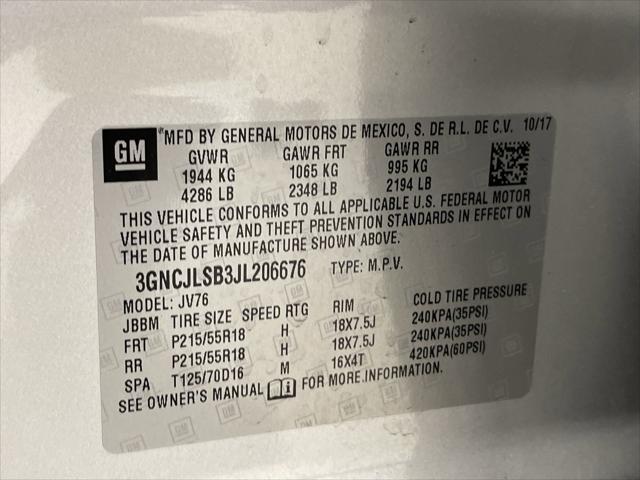 GM
®MFD BY GENERAL MOTORS DE MEXICO, S. DE R.L. DE C.V. 10/17
GVWR GAWR FRT GAWR RR
1944 KG 1065 KG 995 KG
4286 LB 2348 LB 2194 LB
THIS VEHICLE CONFORMS TO ALL APPLICABLE U.S. FEDERAL MOTOR
VEHICLE SAFETY AND THEFT PREVENTION STANDARDS IN EFFECT ON
THE DATE OF MANUFACTURE SHOWN ABOVE.
3GNCJLSB3JL206676 TYPE: M.P.V.
MODEL: JV76
JBBM TIRE SIZE SPEED RTG RIM COLD TIRE PRESSURE
FRT P215/55R18 H 18X7.5J 240KPA(35PSI)
RR P215/55R18 H 18X7.5J 240KPA(35PSI)
SPA T125/70D16 M 16X4T 420KPA(60PSI)
SEE OWNER'S MANUAL FOR MORE INFORMATION.